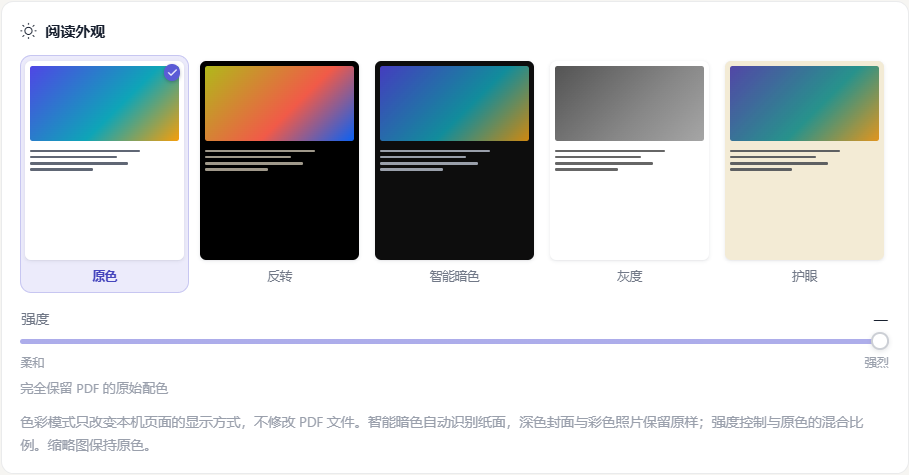 阅读外观
原色
反转
智能暗色
灰度
护眼
强度
—
柔和
强烈
完全保留 PDF 的原始配色
色彩模式只改变本机页面的显示方式，不修改 PDF 文件。智能暗色自动识别纸面，深色封面与彩色照片保留原样；强度控制与原色的混合比
例。缩略图保持原色。